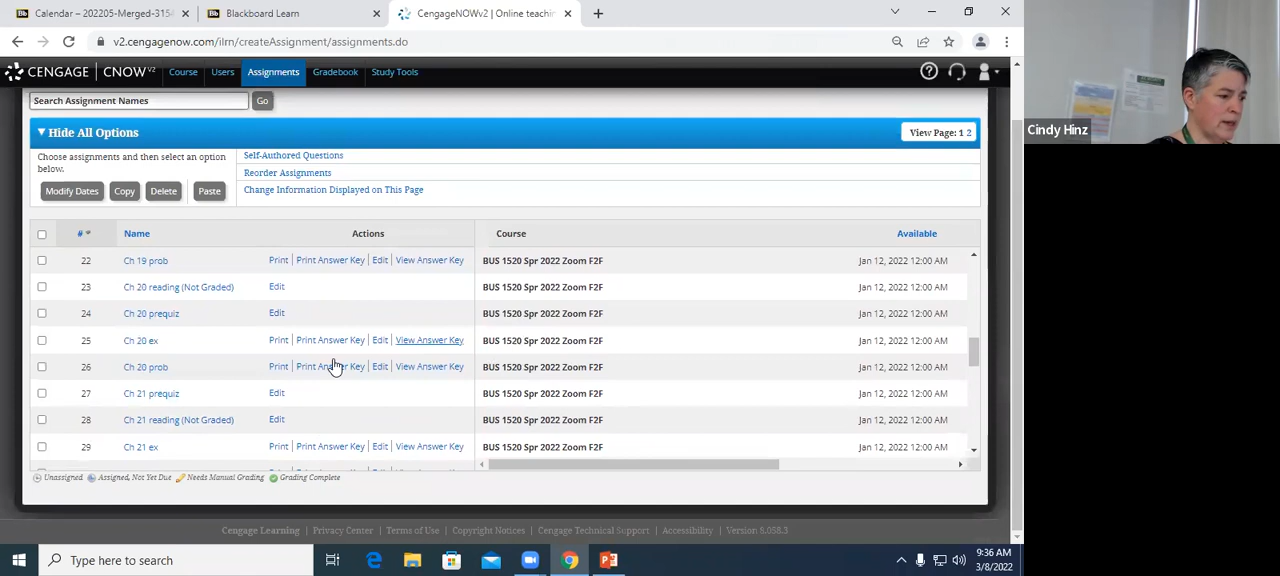 Calendar – 202205-Merged-315
Blackboard Learn
CengageNOWv2 | Online teachin
v2.cengagenow.com/ilrn/createAssignment/assignments.do
CENGAGE | CNOWv2 Course Users Assignments Gradebook Study Tools
Search Assignment Names Go
Hide All Options View Page: 1 2
Choose assignments and then select an option below.
Modify Dates Copy Delete Paste
Self-Authored Questions
Reorder Assignments
Change Information Displayed on This Page
# Name Actions Course Available
22 Ch 19 prob Print | Print Answer Key | Edit | View Answer Key BUS 1520 Spr 2022 Zoom F2F Jan 12, 2022 12:00 AM
23 Ch 20 reading (Not Graded) Edit BUS 1520 Spr 2022 Zoom F2F Jan 12, 2022 12:00 AM
24 Ch 20 prequiz Edit BUS 1520 Spr 2022 Zoom F2F Jan 12, 2022 12:00 AM
25 Ch 20 ex Print | Print Answer Key | Edit | View Answer Key BUS 1520 Spr 2022 Zoom F2F Jan 12, 2022 12:00 AM
26 Ch 20 prob Print | Print Answer Key | Edit | View Answer Key BUS 1520 Spr 2022 Zoom F2F Jan 12, 2022 12:00 AM
27 Ch 21 prequiz Edit BUS 1520 Spr 2022 Zoom F2F Jan 12, 2022 12:00 AM
28 Ch 21 reading (Not Graded) Edit BUS 1520 Spr 2022 Zoom F2F Jan 12, 2022 12:00 AM
29 Ch 21 ex Print | Print Answer Key | Edit | View Answer Key BUS 1520 Spr 2022 Zoom F2F Jan 12, 2022 12:00 AM
Unassigned Assigned, Not Yet Due Needs Manual Grading Grading Complete
Cengage Learning | Privacy Center | Terms of Use | Copyright Notices | Cengage Technical Support | Accessibility | Version 8.058.3
Type here to search
9:36 AM
3/8/2022
Cindy Hinz